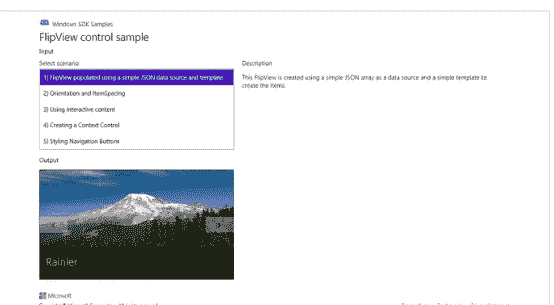 Windows SDK Samples
FlipView control sample
Input
Select scenario:
1) FlipView populated using a simple JSON data source and template
2) Orientation and ItemSpacing
3) Using interactive content
4) Creating a Context Control
5) Styling Navigation Buttons
Description
This FlipView is created using a simple JSON array as a data source and a simple template to
create the items.
Output
Rainier
Microsoft